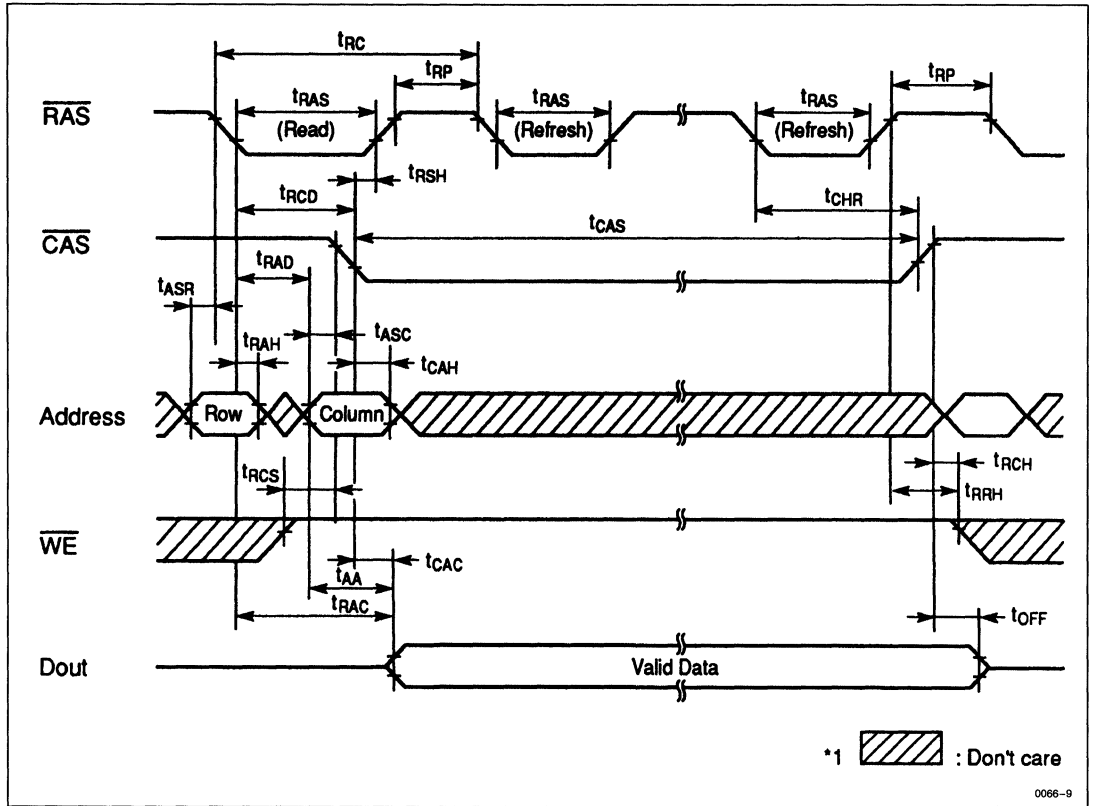 tRC
tRP
tRP
RAS
tRAS
(Read)
tRAS
(Refresh)
tRAS
(Refresh)
tRSH
tRCD
tCHR
CAS
tCAS
tRAD
tASR
tRAH
tASC
tCAH
Address
Row
Column
tRCS
tRCH
tRRH
WE
tCAC
tAA
tRAC
tOFF
Dout
Valid Data
*1 : Don't care
0066-9